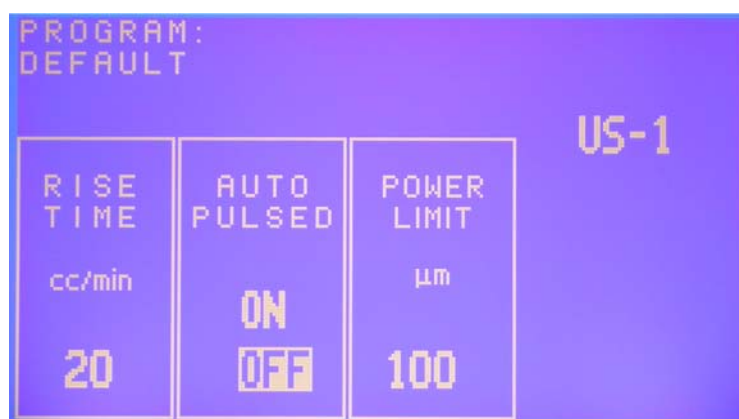 PROGRAM:
DEFAULT
US-1
RISE
TIME
cc/min
20
AUTO
PULSED
ON
OFF
POWER
LIMIT
µm
100